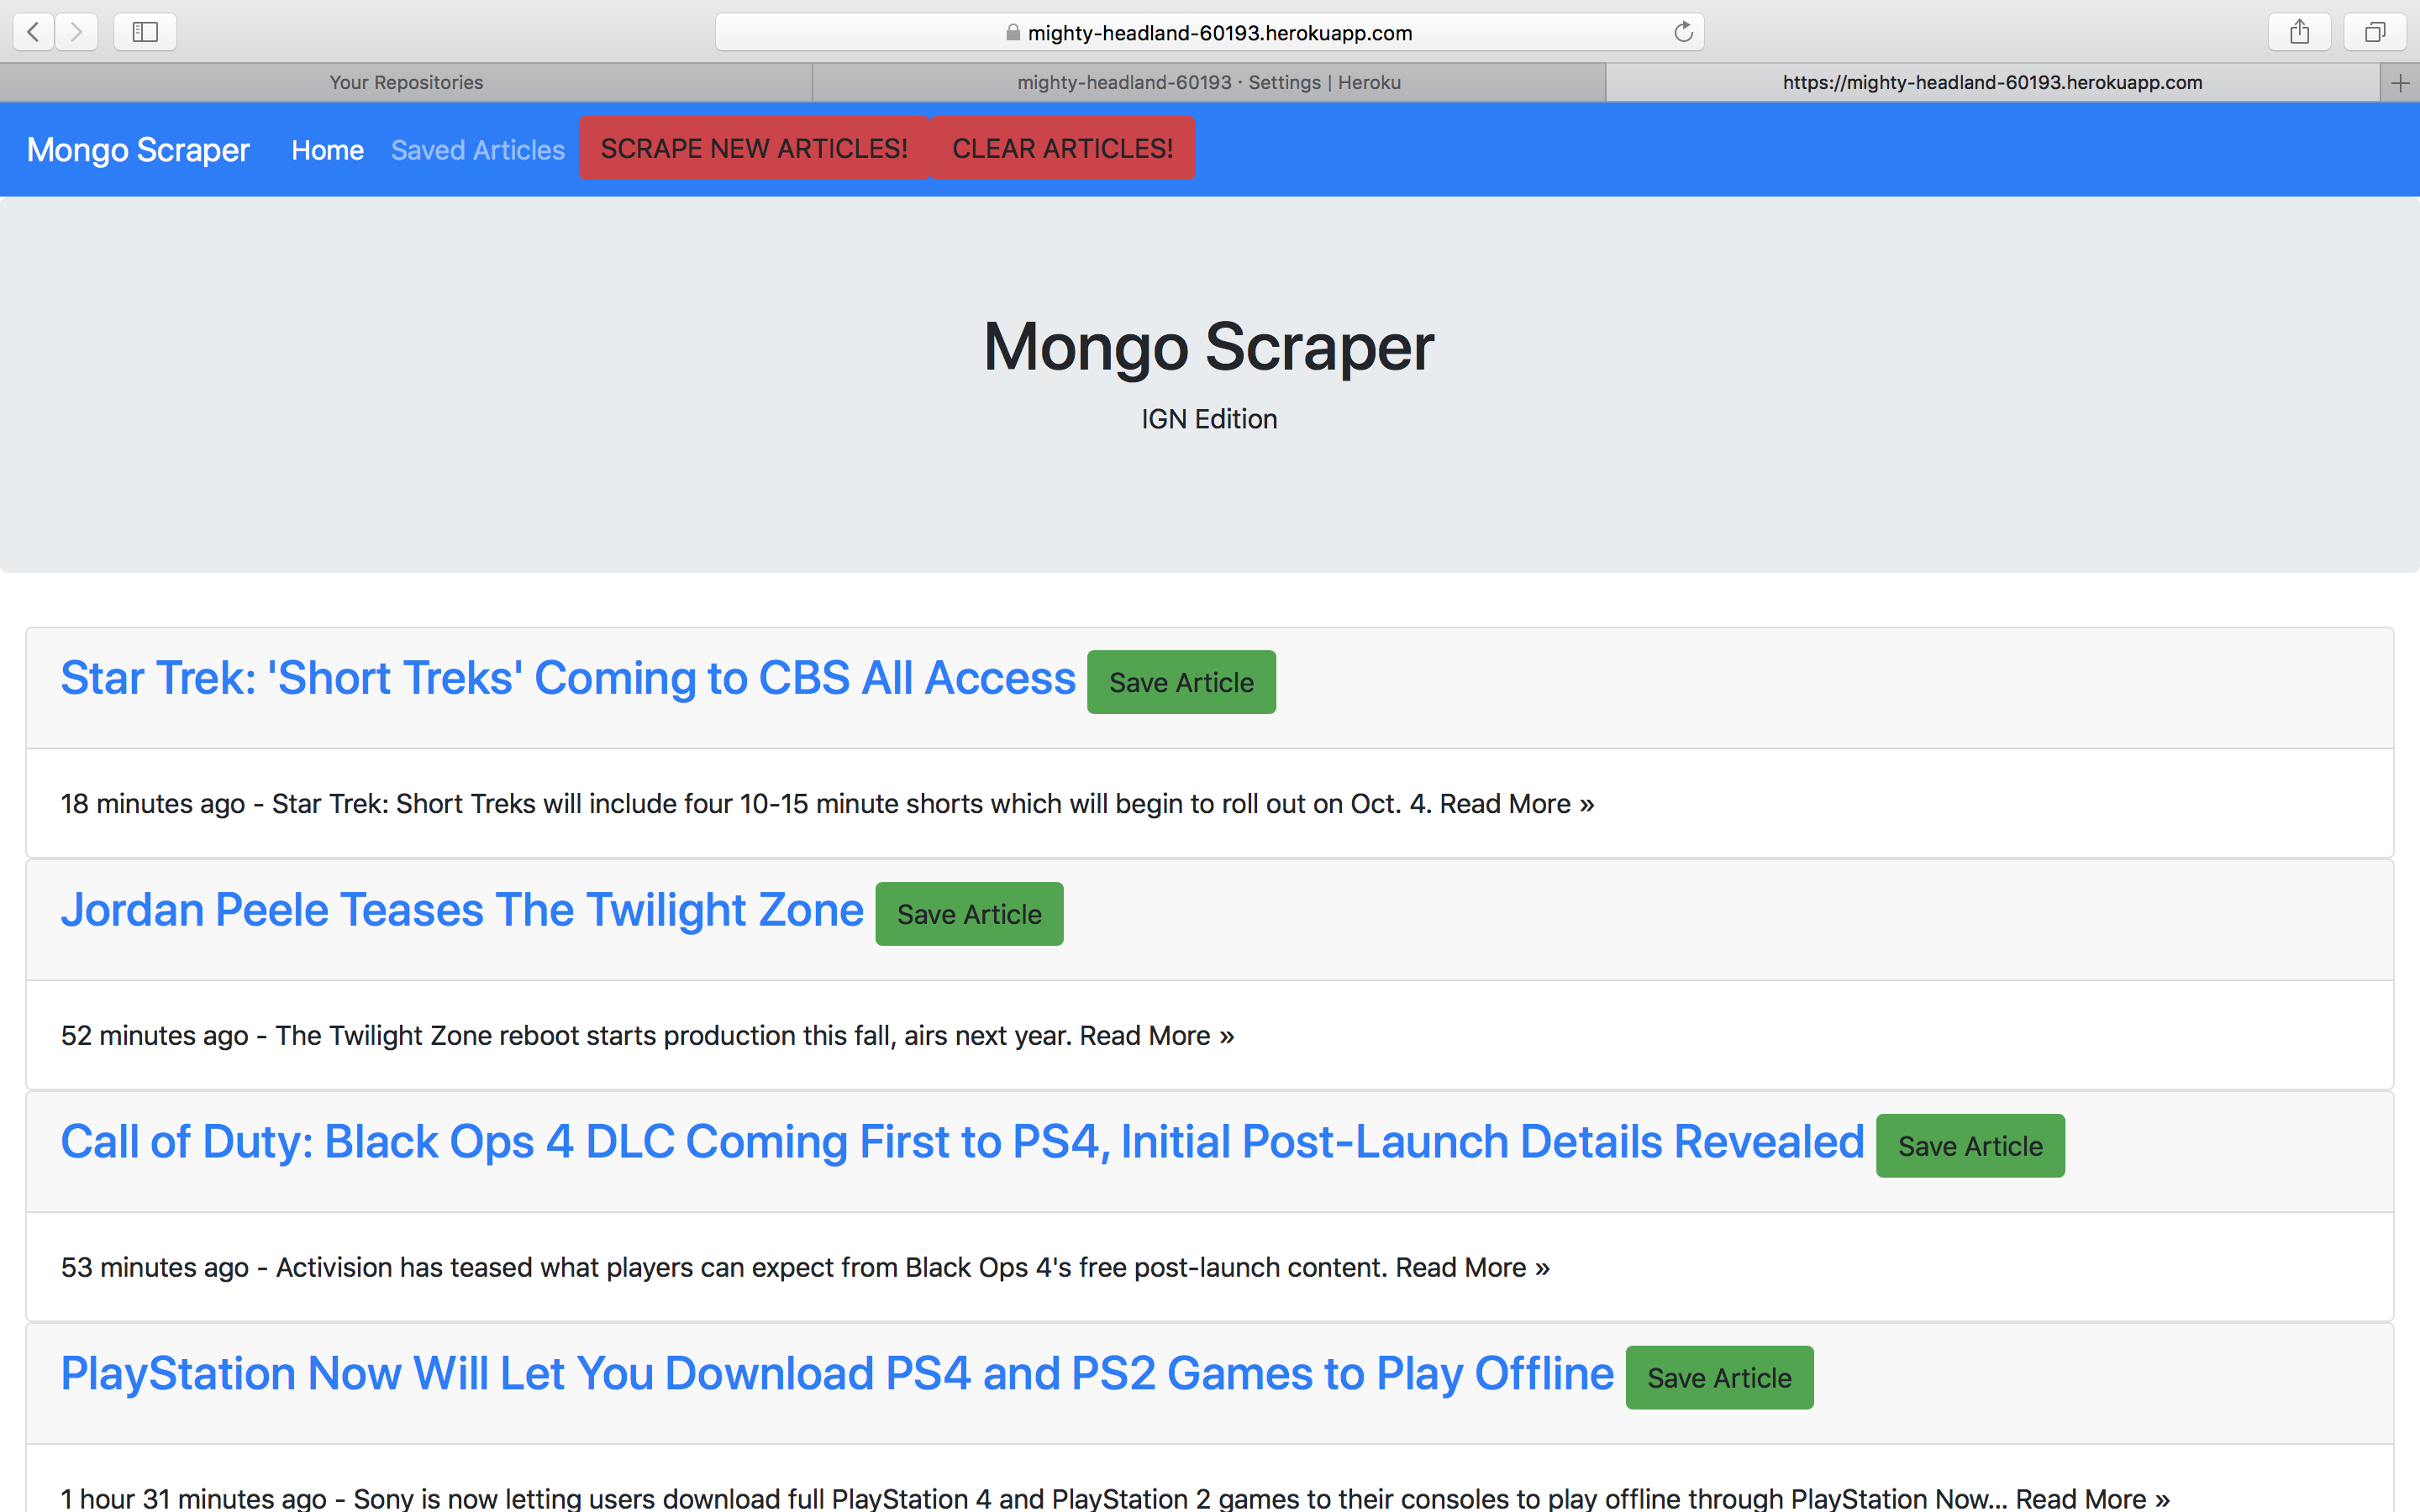 mighty-headland-60193.herokuapp.com
Your Repositories
mighty-headland-60193 · Settings | Heroku
https://mighty-headland-60193.herokuapp.com
Mongo Scraper Home Saved Articles SCRAPE NEW ARTICLES! CLEAR ARTICLES!
Mongo Scraper
IGN Edition
Star Trek: 'Short Treks' Coming to CBS All Access Save Article
18 minutes ago - Star Trek: Short Treks will include four 10-15 minute shorts which will begin to roll out on Oct. 4. Read More »
Jordan Peele Teases The Twilight Zone Save Article
52 minutes ago - The Twilight Zone reboot starts production this fall, airs next year. Read More »
Call of Duty: Black Ops 4 DLC Coming First to PS4, Initial Post-Launch Details Revealed Save Article
53 minutes ago - Activision has teased what players can expect from Black Ops 4's free post-launch content. Read More »
PlayStation Now Will Let You Download PS4 and PS2 Games to Play Offline Save Article
1 hour 31 minutes ago - Sony is now letting users download full PlayStation 4 and PlayStation 2 games to their consoles to play offline through PlayStation Now... Read More »